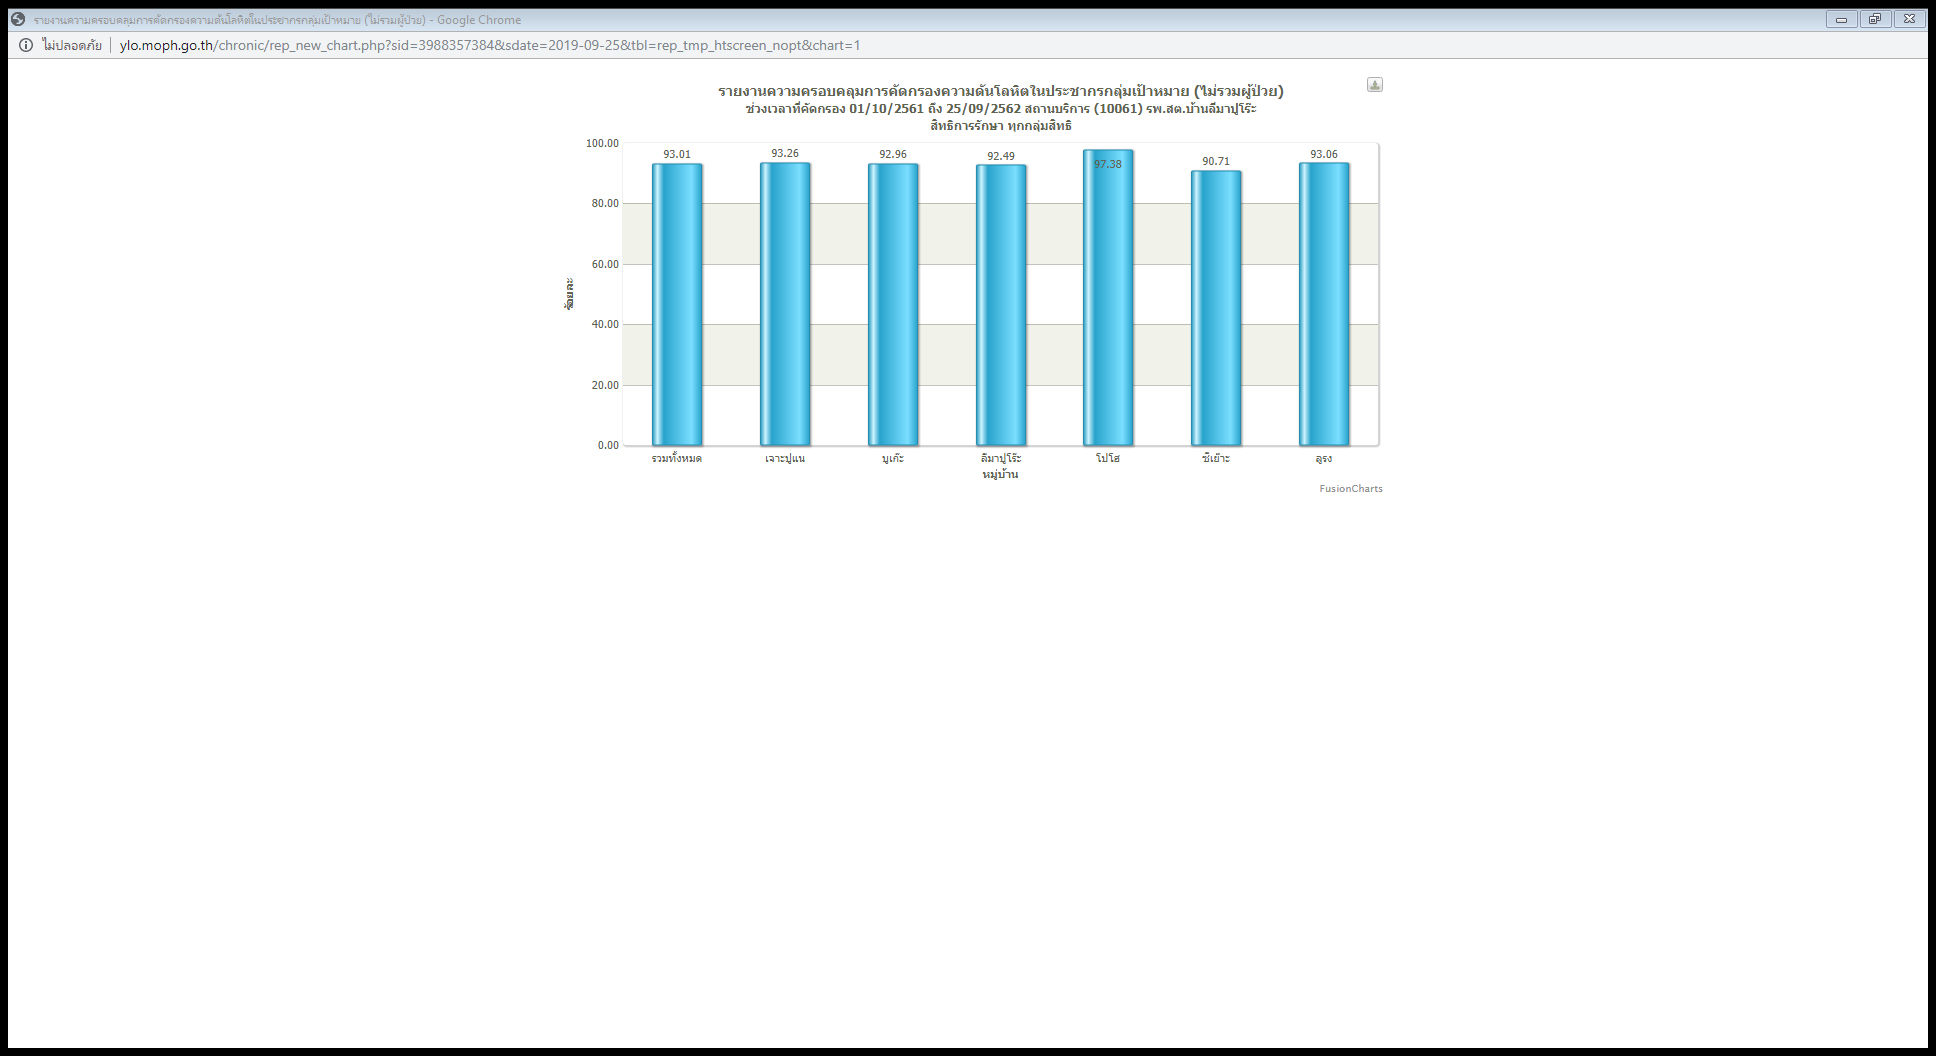 รายงานความครอบคลุมการคัดกรองความดันโลหิตในประชากรกลุ่มเป้าหมาย (ไม่รวมผู้ป่วย) - Google Chrome
ไม่ปลอดภัย | ylo.moph.go.th/chronic/rep_new_chart.php?sid=3988357384&sdate=2019-09-25&tbl=rep_tmp_htscreen_nopt&chart=1
รายงานความครอบคลุมการคัดกรองความดันโลหิตในประชากรกลุ่มเป้าหมาย (ไม่รวมผู้ป่วย)
ช่วงเวลาที่คัดกรอง 01/10/2561 ถึง 25/09/2562 สถานบริการ (10061) รพ.สต.บ้านลีมาปูโร๊ะ
สิทธิการรักษา ทุกกลุ่มสิทธิ
100.00
93.01 93.26 92.96 92.49 97.38 90.71 93.06
80.00
60.00
ร้อยละ
40.00
20.00
0.00
รวมทั้งหมด เจาะปูแน บูเก๊ะ ลีมาปูโร๊ะ โปโฮ ซีเย๊าะ ลูรง
หมู่บ้าน
FusionCharts